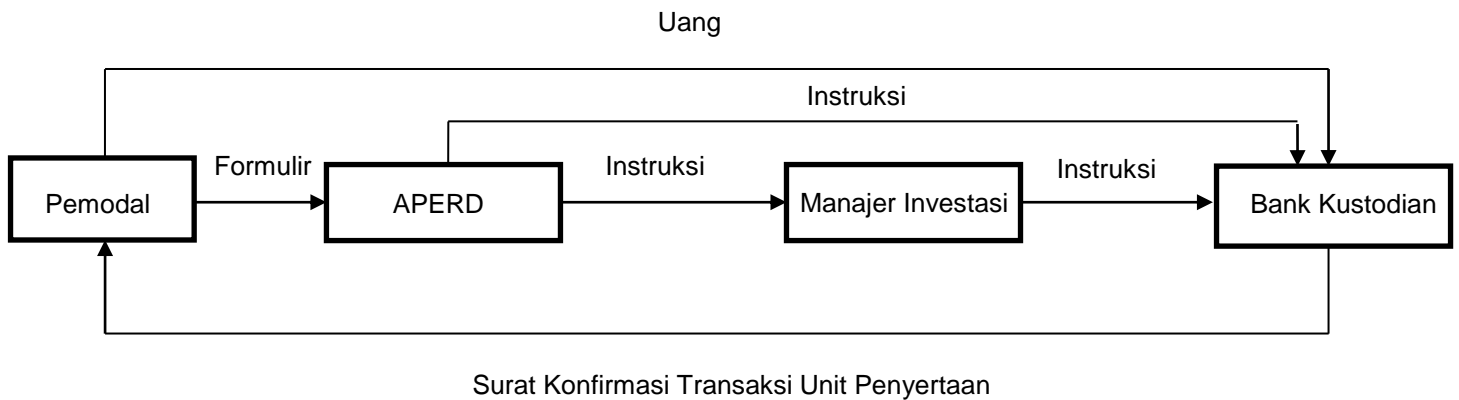 Uang
Instruksi
Formulir
Instruksi
Instruksi
Pemodal
APERD
Manajer Investasi
Bank Kustodian
Surat Konfirmasi Transaksi Unit Penyertaan